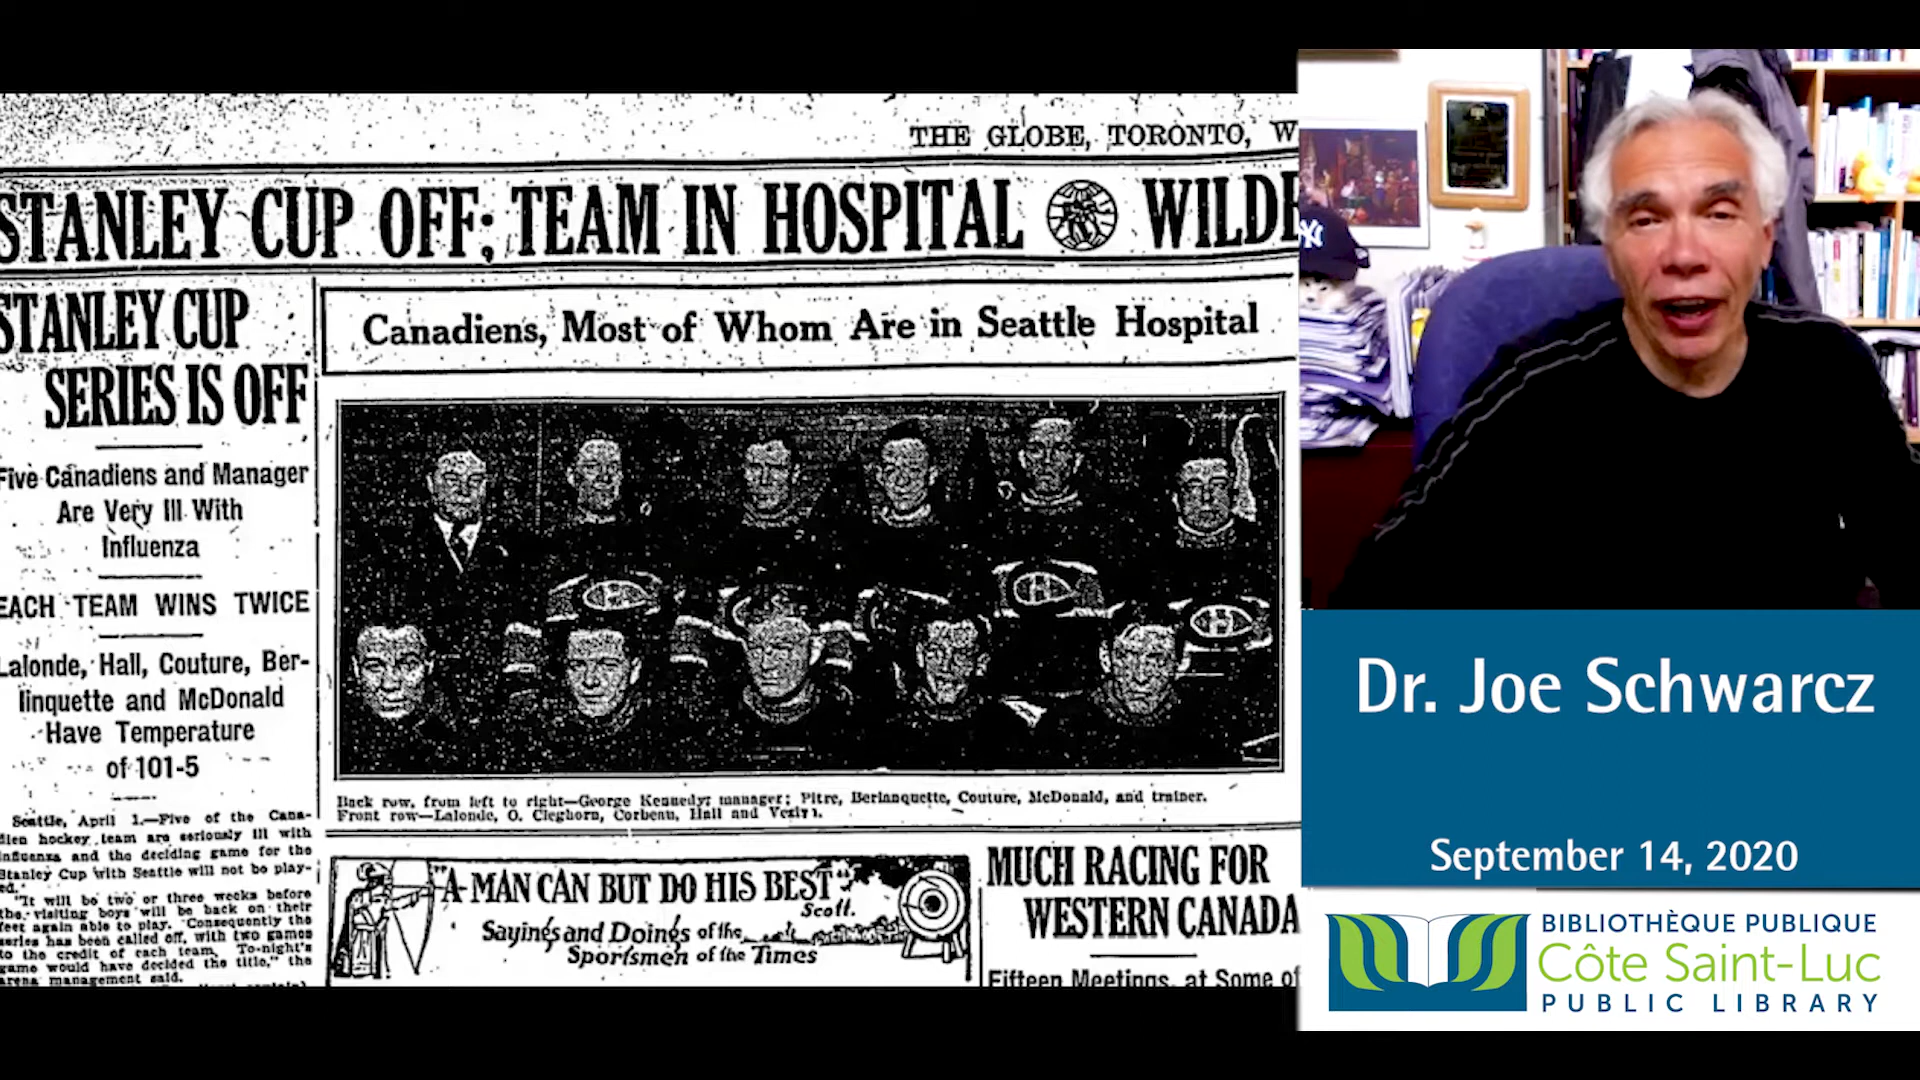 THE GLOBE, TORONTO, W
STANLEY CUP OFF; TEAM IN HOSPITAL WILD
STANLEY CUP
SERIES IS OFF
Five Canadiens and Manager
Are Very Ill With
Influenza
EACH TEAM WINS TWICE
Lalonde, Hall, Couture, Ber-
linquette and McDonald
Have Temperature
of 101-5
Seattle, April 1.—Five of the Cana-
dien hockey team are seriously ill with
influenza and the deciding game for the
Stanley Cup with Seattle will not be play-
ed.
"It will be two or three weeks before
the visiting boys will be back on their
feet again able to play. Consequently the
series has been called off, with two games
to the credit of each team. To-night's
game would have decided the title," the
arena management said.
Canadiens, Most of Whom Are in Seattle Hospital
H
H
H
Back row, from left to right—George Kennedy, manager; Pitre, Berlanquette, Couture, McDonald, and trainer.
Front row—Lalonde, O. Cleghorn, Corbeau, Hall and Vezina.
"A MAN CAN BUT DO HIS BEST"
Scott.
Sayings and Doings of the
Sportsmen of the Times
MUCH RACING FOR
WESTERN CANADA
Fifteen Meetings, at Some of
NY
Dr. Joe Schwarcz
September 14, 2020
BIBLIOTHÈQUE PUBLIQUE
Côte Saint-Luc
PUBLIC LIBRARY